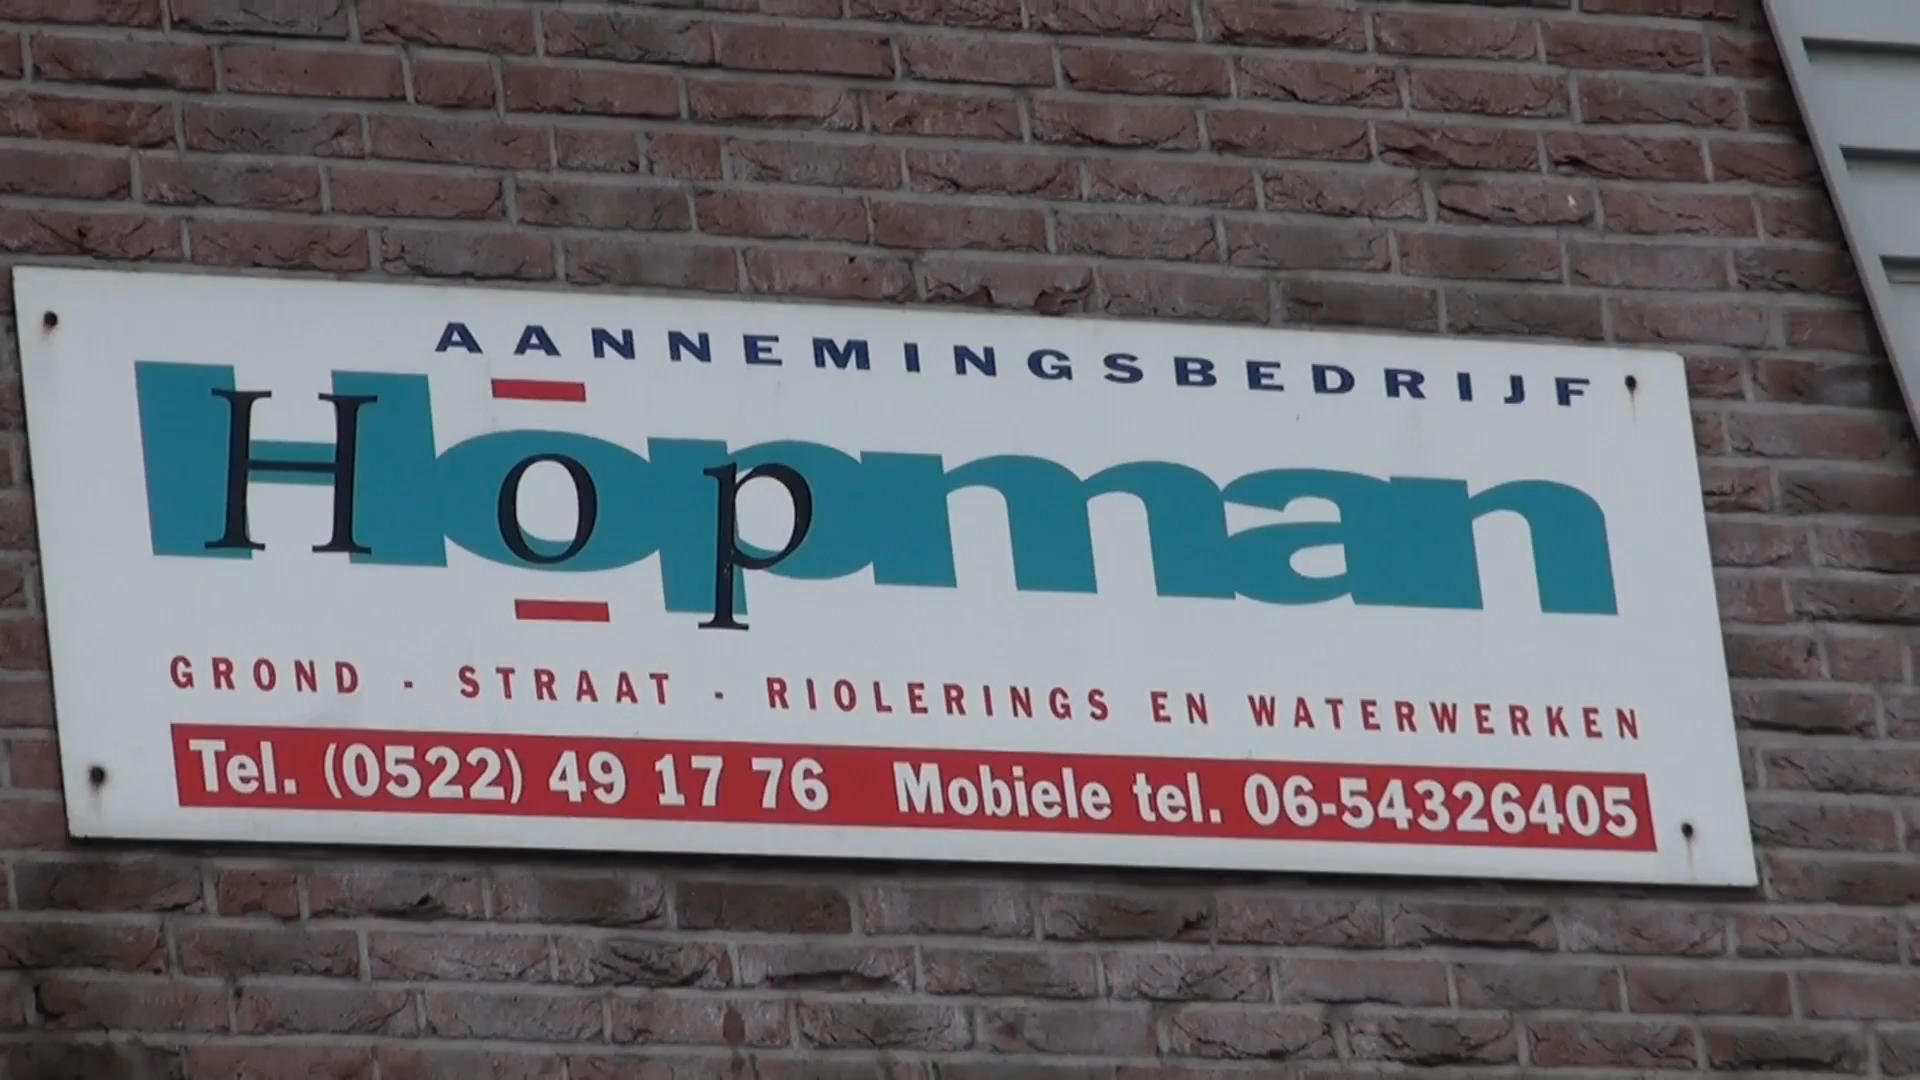 AANNEMINGSBEDRIJF
Hopman
GROND - STRAAT - RIOLERINGS EN WATERWERKEN
Tel. (0522) 49 17 76 Mobiele tel. 06-54326405